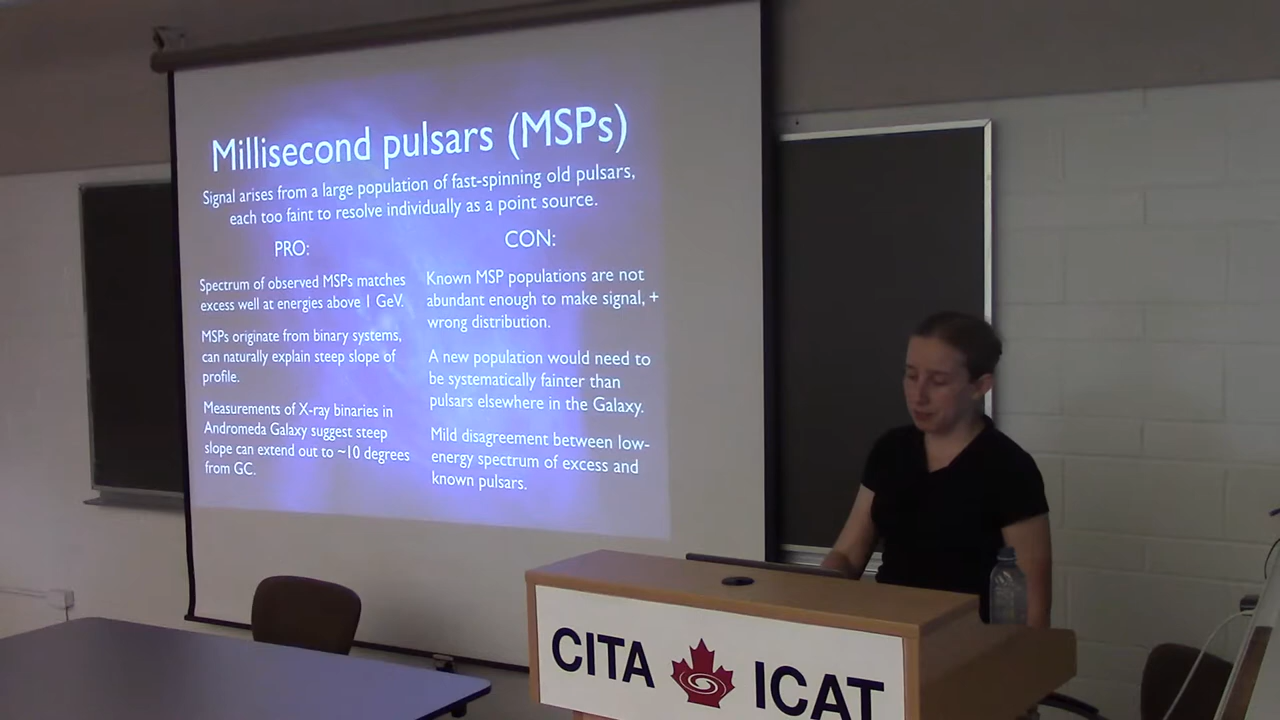 Millisecond pulsars (MSPs)
Signal arises from a large population of fast-spinning old pulsars,
each too faint to resolve individually as a point source.
PRO:
Spectrum of observed MSPs matches
excess well at energies above 1 GeV.
MSPs originate from binary systems,
can naturally explain steep slope of
profile.
Measurements of X-ray binaries in
Andromeda Galaxy suggest steep
slope can extend out to ~10 degrees
from GC.
CON:
Known MSP populations are not
abundant enough to make signal, +
wrong distribution.
A new population would need to
be systematically fainter than
pulsars elsewhere in the Galaxy.
Mild disagreement between low-
energy spectrum of excess and
known pulsars.
CITA ICAT